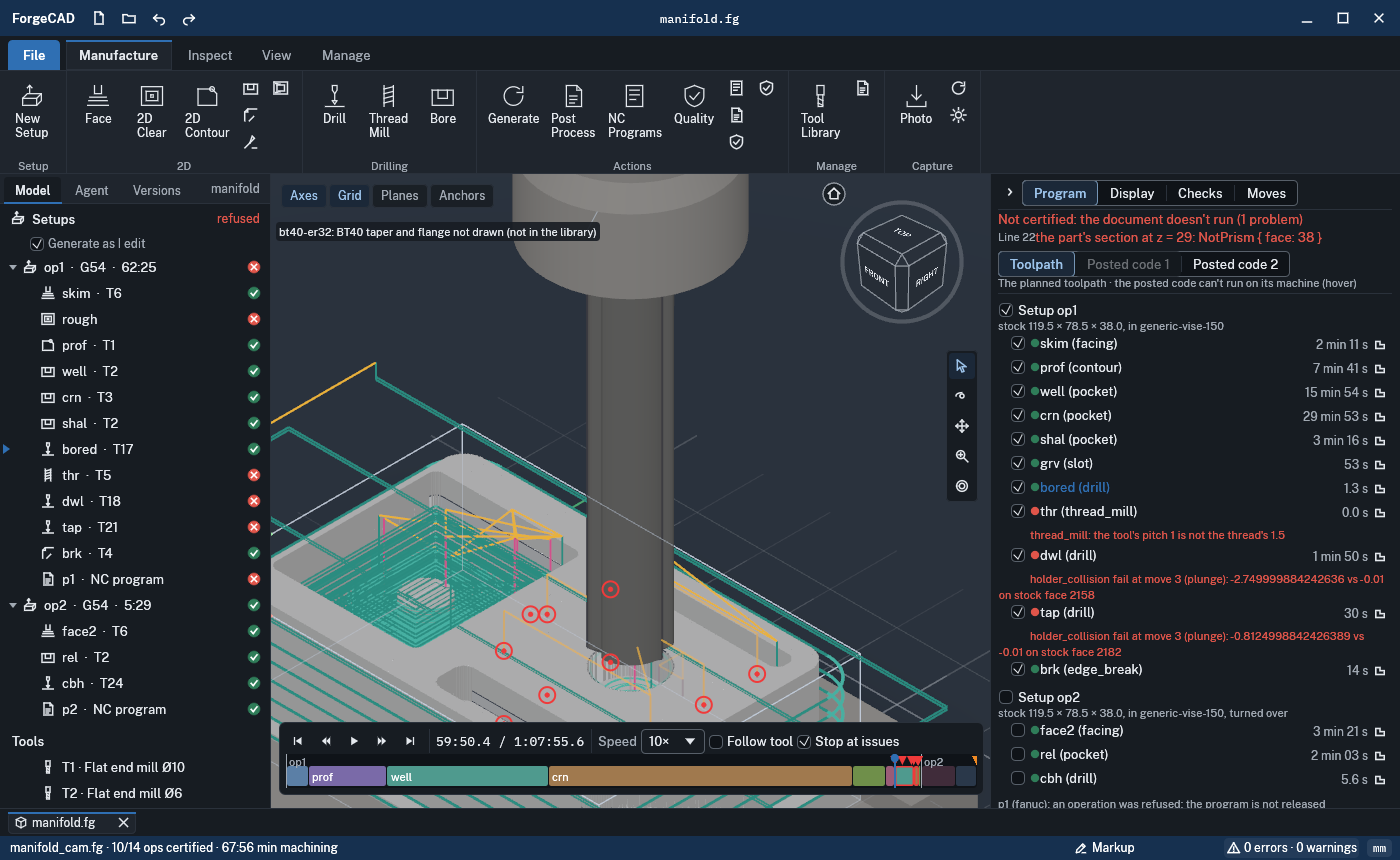 ForgeCAD
manifold.fg
File
Manufacture
Inspect
View
Manage
New Setup
Face
2D Clear
2D Contour
Drill
Thread Mill
Bore
Generate
Post Process
NC Programs
Quality
Tool Library
Photo
Setup
2D
Drilling
Actions
Manage
Capture
Model
Agent
Versions
manifold
Setups
refused
Generate as I edit
op1 · G54 · 62:25
skim · T6
rough
prof · T1
well · T2
crn · T3
shal · T2
bored · T17
thr · T5
dwl · T18
tap · T21
brk · T4
p1 · NC program
op2 · G54 · 5:29
face2 · T6
rel · T2
cbh · T24
p2 · NC program
Tools
T1 · Flat end mill Ø10
T2 · Flat end mill Ø6
Axes
Grid
Planes
Anchors
bt40-er32: BT40 taper and flange not drawn (not in the library)
TOP
FRONT
RIGHT
59:50.4 / 1:07:55.6
Speed
10×
Follow tool
Stop at issues
op1
op2
prof
well
crn
Program
Display
Checks
Moves
Not certified: the document doesn't run (1 problem)
Line 22 the part's section at z = 29: NotPrism { face: 38 }
Toolpath
Posted code 1
Posted code 2
The planned toolpath · the posted code can't run on its machine (hover)
Setup op1
stock 119.5 × 78.5 × 38.0, in generic-vise-150
skim (facing) 2 min 11 s
prof (contour) 7 min 41 s
well (pocket) 15 min 54 s
crn (pocket) 29 min 53 s
shal (pocket) 3 min 16 s
grv (slot) 53 s
bored (drill) 1.3 s
thr (thread_mill) 0.0 s
thread_mill: the tool's pitch 1 is not the thread's 1.5
dwl (drill) 1 min 50 s
holder_collision fail at move 3 (plunge): -2.749999884242636 vs -0.01
on stock face 2158
tap (drill) 30 s
holder_collision fail at move 3 (plunge): -0.8124998842426389 vs
-0.01 on stock face 2182
brk (edge_break) 14 s
Setup op2
stock 119.5 × 78.5 × 38.0, in generic-vise-150, turned over
face2 (facing) 3 min 21 s
rel (pocket) 2 min 03 s
cbh (drill) 5.6 s
p1 (fanuc): an operation was refused; the program is not released
manifold.fg
manifold_cam.fg · 10/14 ops certified · 67:56 min machining
Markup
0 errors · 0 warnings
mm